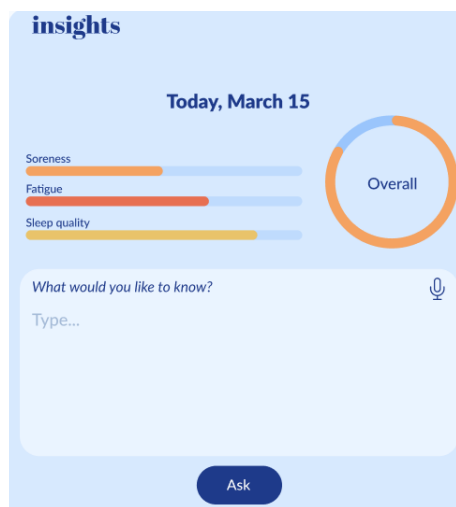 insights
Today, March 15
Soreness
Fatigue
Sleep quality
Overall
What would you like to know?
Type...
Ask